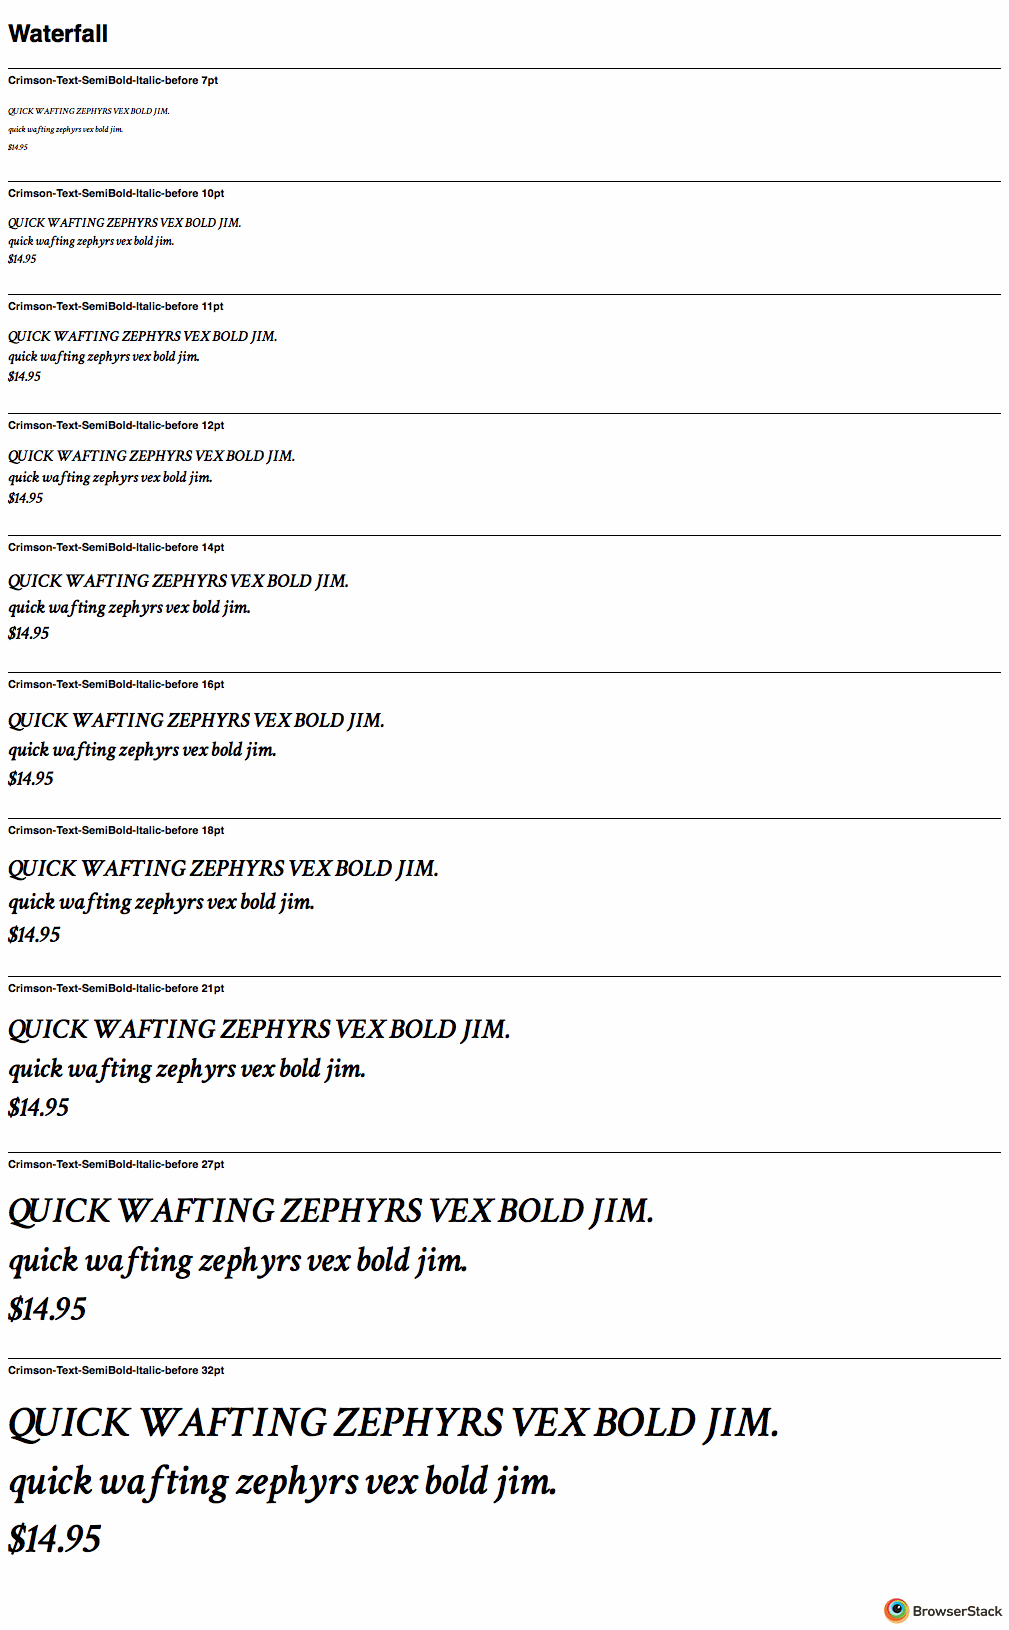 Waterfall
Crimson-Text-SemiBold-Italic-before 7pt
QUICK WAFTING ZEPHYRS VEX BOLD JIM.
quick wafting zephyrs vex bold jim.
$14.95
Crimson-Text-SemiBold-Italic-before 10pt
QUICK WAFTING ZEPHYRS VEX BOLD JIM.
quick wafting zephyrs vex bold jim.
$14.95
Crimson-Text-SemiBold-Italic-before 11pt
QUICK WAFTING ZEPHYRS VEX BOLD JIM.
quick wafting zephyrs vex bold jim.
$14.95
Crimson-Text-SemiBold-Italic-before 12pt
QUICK WAFTING ZEPHYRS VEX BOLD JIM.
quick wafting zephyrs vex bold jim.
$14.95
Crimson-Text-SemiBold-Italic-before 14pt
QUICK WAFTING ZEPHYRS VEX BOLD JIM.
quick wafting zephyrs vex bold jim.
$14.95
Crimson-Text-SemiBold-Italic-before 16pt
QUICK WAFTING ZEPHYRS VEX BOLD JIM.
quick wafting zephyrs vex bold jim.
$14.95
Crimson-Text-SemiBold-Italic-before 18pt
QUICK WAFTING ZEPHYRS VEX BOLD JIM.
quick wafting zephyrs vex bold jim.
$14.95
Crimson-Text-SemiBold-Italic-before 21pt
QUICK WAFTING ZEPHYRS VEX BOLD JIM.
quick wafting zephyrs vex bold jim.
$14.95
Crimson-Text-SemiBold-Italic-before 27pt
QUICK WAFTING ZEPHYRS VEX BOLD JIM.
quick wafting zephyrs vex bold jim.
$14.95
Crimson-Text-SemiBold-Italic-before 32pt
QUICK WAFTING ZEPHYRS VEX BOLD JIM.
quick wafting zephyrs vex bold jim.
$14.95
BrowserStack